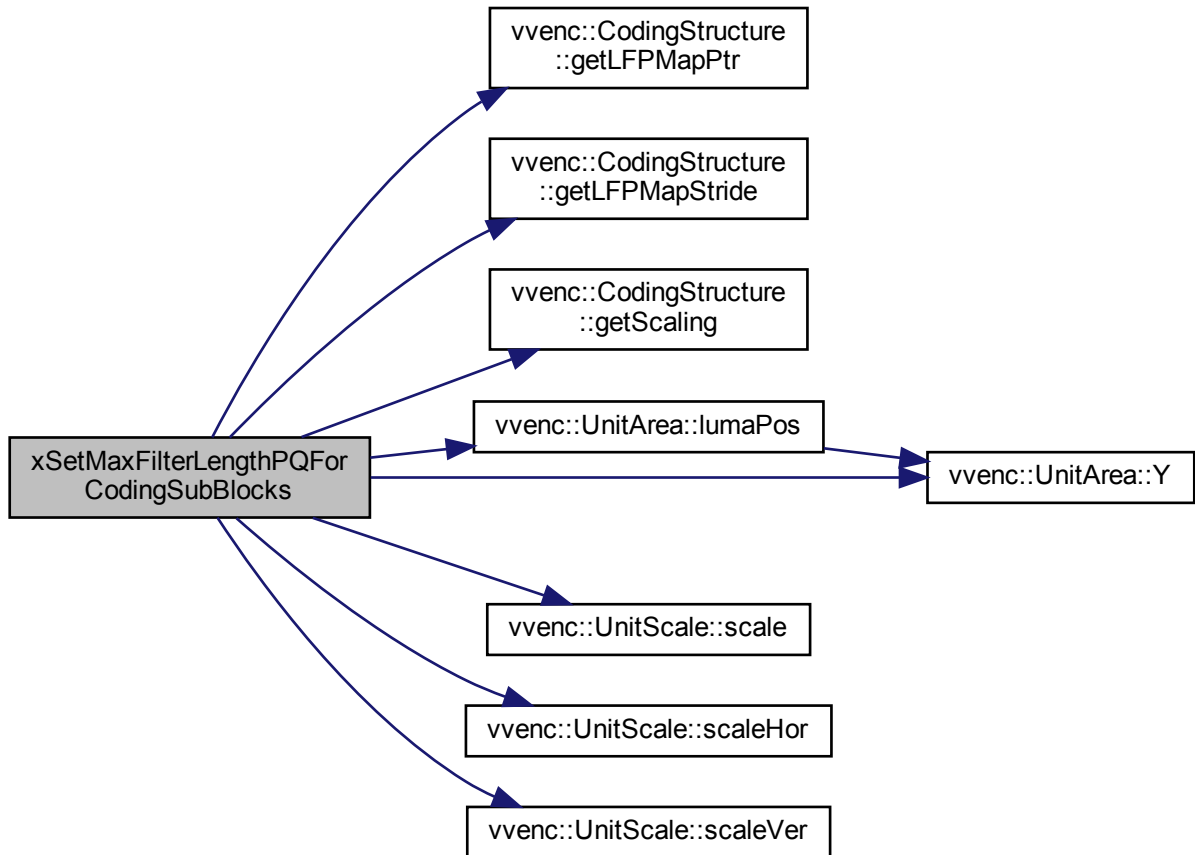 vvenc::CodingStructure
::getLFPMapPtr
vvenc::CodingStructure
::getLFPMapStride
vvenc::CodingStructure
::getScaling
vvenc::UnitArea::lumaPos
xSetMaxFilterLengthPQFor
CodingSubBlocks
vvenc::UnitArea::Y
vvenc::UnitScale::scale
vvenc::UnitScale::scaleHor
vvenc::UnitScale::scaleVer